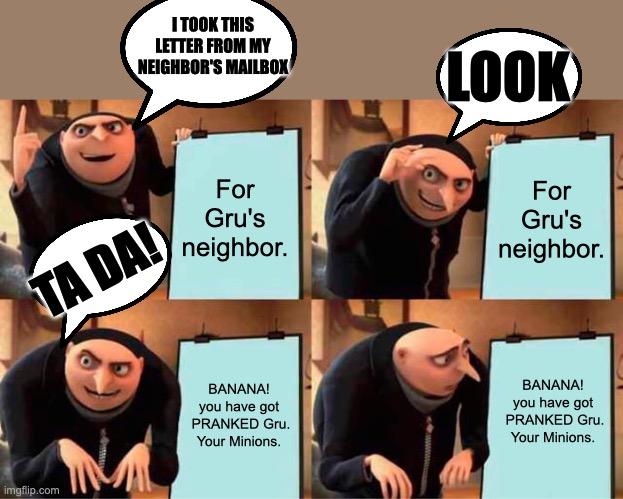 I TOOK THIS
LETTER FROM MY
NEIGHBOR'S MAILBOX
LOOK
For
Gru's
neighbor.
For
Gru's
neighbor.
TA DA!
BANANA!
you have got
PRANKED Gru.
Your Minions.
BANANA!
you have got
PRANKED Gru.
Your Minions.
imgflip.com